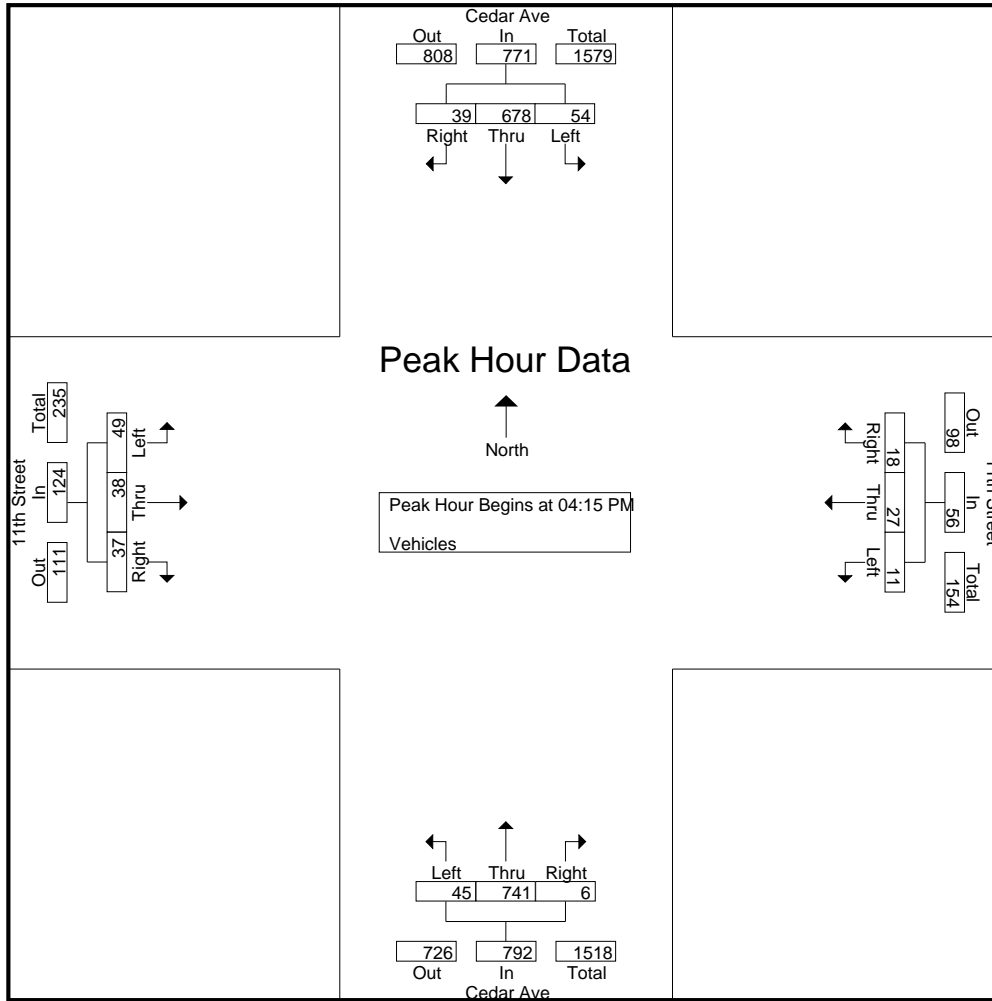 Cedar Ave
Out In Total
808 771 1579
39 678 54
Right Thru Left
Peak Hour Data
North
Peak Hour Begins at 04:15 PM
Vehicles
11th Street
Total In Out
235 124 111
49 38 37
Left Thru Right
Right Thru Left
18 27 11
Out In Total
98 56 154
11th Street
Left Thru Right
45 741 6
726 792 1518
Out In Total
Cedar Ave